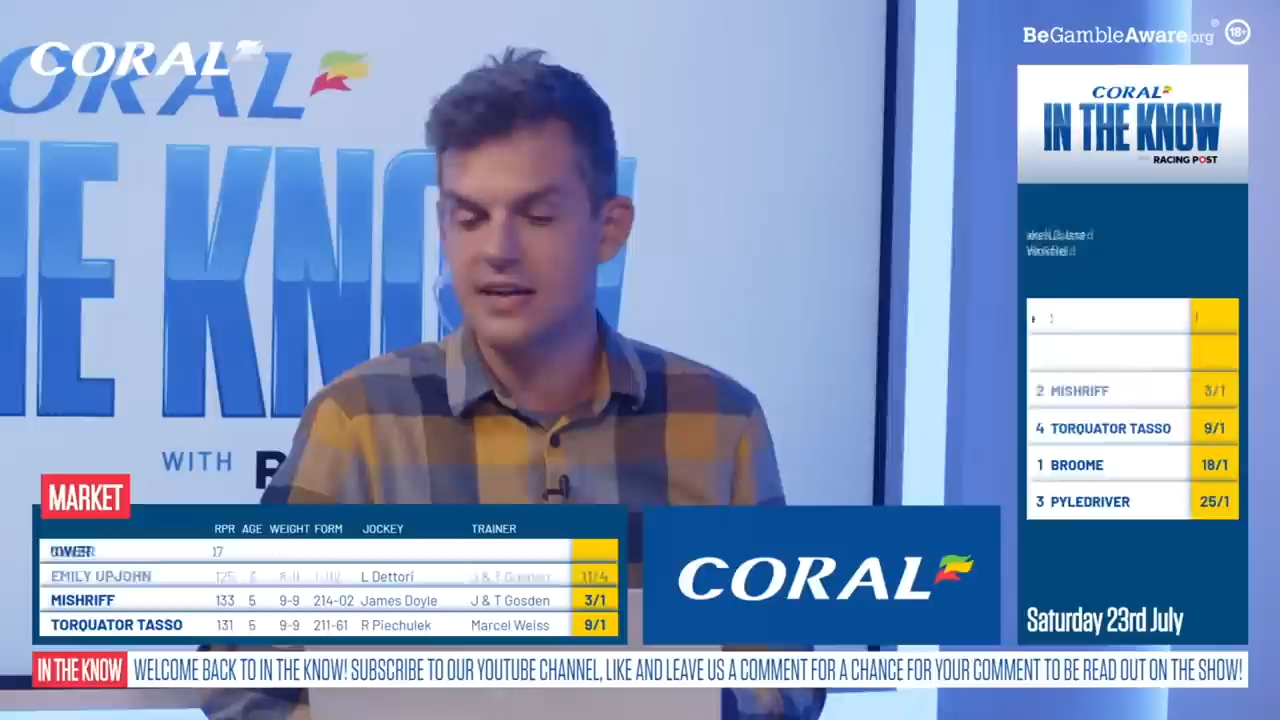 CORAL
CORAL
THE KNOW
WITH
BeGambleAware.org 18+
CORAL
IN THE KNOW
RACING POST
2 MISHRIFF 3/1
4 TORQUATOR TASSO 9/1
1 BROOME 18/1
3 PYLEDRIVER 25/1
Saturday 23rd July
MARKET
RPR AGE WEIGHT FORM JOCKEY TRAINER
EMILY UPJOHN 125 L Dettori J & T Gosden 11/4
MISHRIFF 133 5 9-9 214-02 James Doyle J & T Gosden 3/1
TORQUATOR TASSO 131 5 9-9 211-61 R Piechulek Marcel Weiss 9/1
CORAL
IN THE KNOW WELCOME BACK TO IN THE KNOW! SUBSCRIBE TO OUR YOUTUBE CHANNEL, LIKE AND LEAVE US A COMMENT FOR A CHANCE FOR YOUR COMMENT TO BE READ OUT ON THE SHOW!